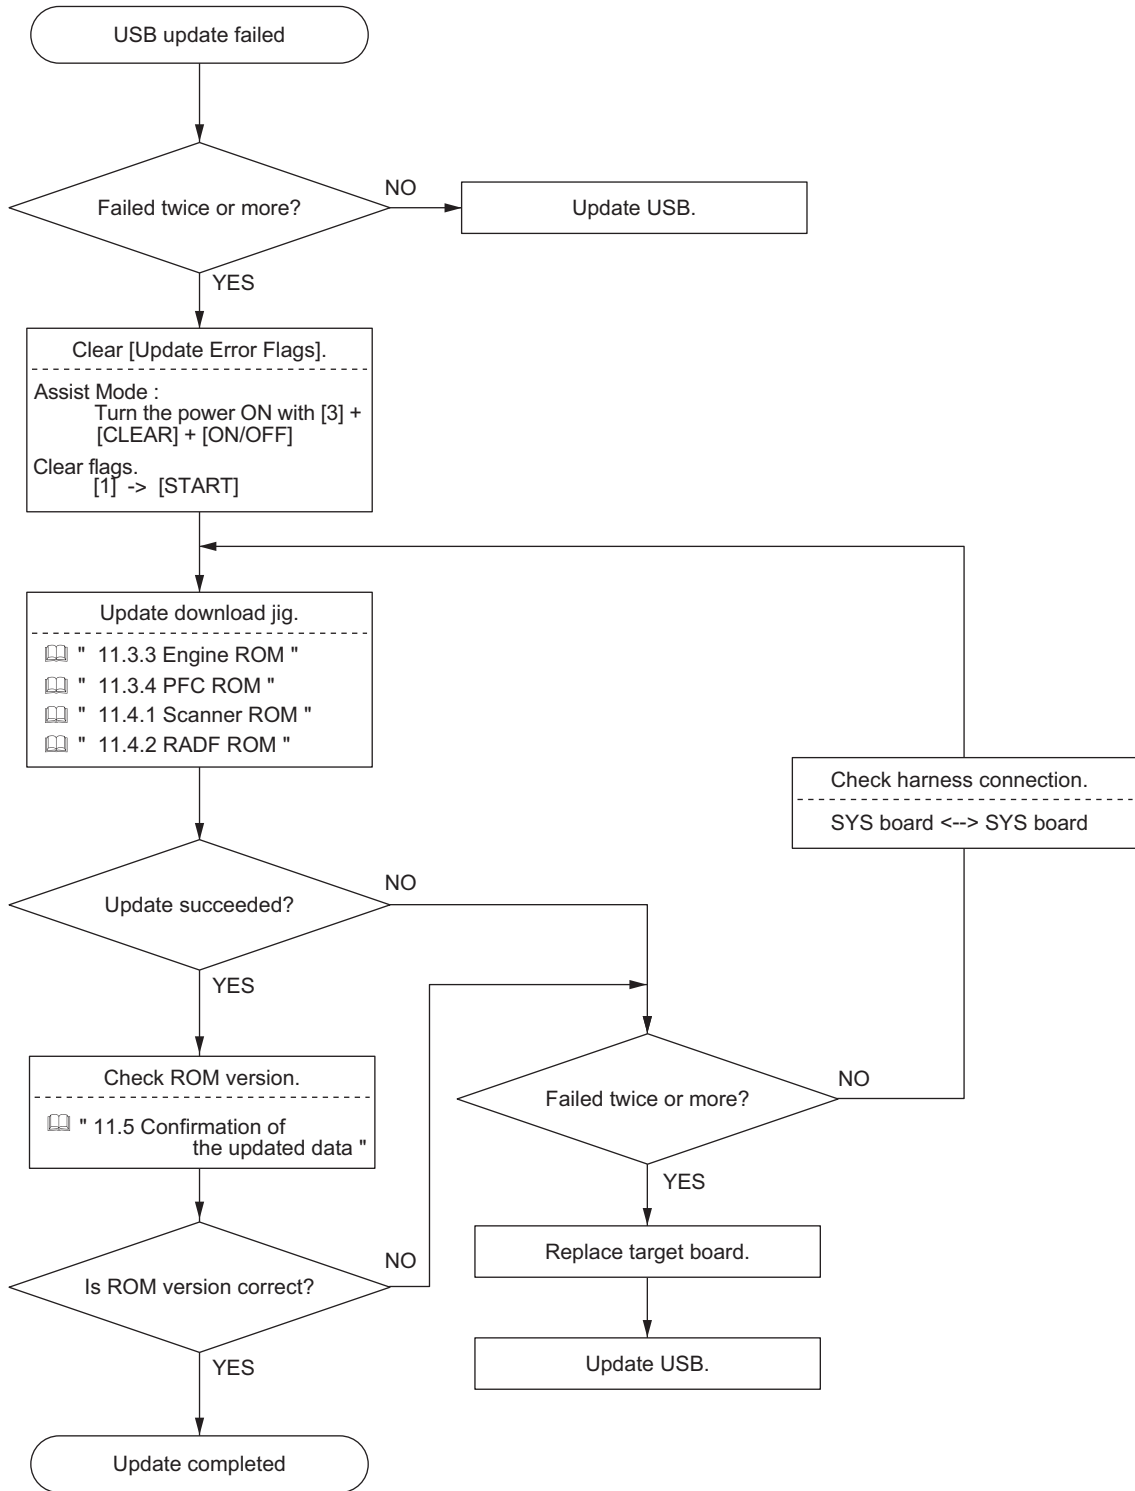 USB update failed
Failed twice or more?
NO
Update USB.
YES
Clear [Update Error Flags].
Assist Mode :
Turn the power ON with [3] +
[CLEAR] + [ON/OFF]
Clear flags.
[1] -> [START]
Update download jig.
" 11.3.3 Engine ROM "
" 11.3.4 PFC ROM "
" 11.4.1 Scanner ROM "
" 11.4.2 RADF ROM "
Check harness connection.
SYS board <--> SYS board
Update succeeded?
NO
YES
Check ROM version.
" 11.5 Confirmation of
the updated data "
Failed twice or more?
NO
YES
Is ROM version correct?
NO
Replace target board.
Update USB.
YES
Update completed